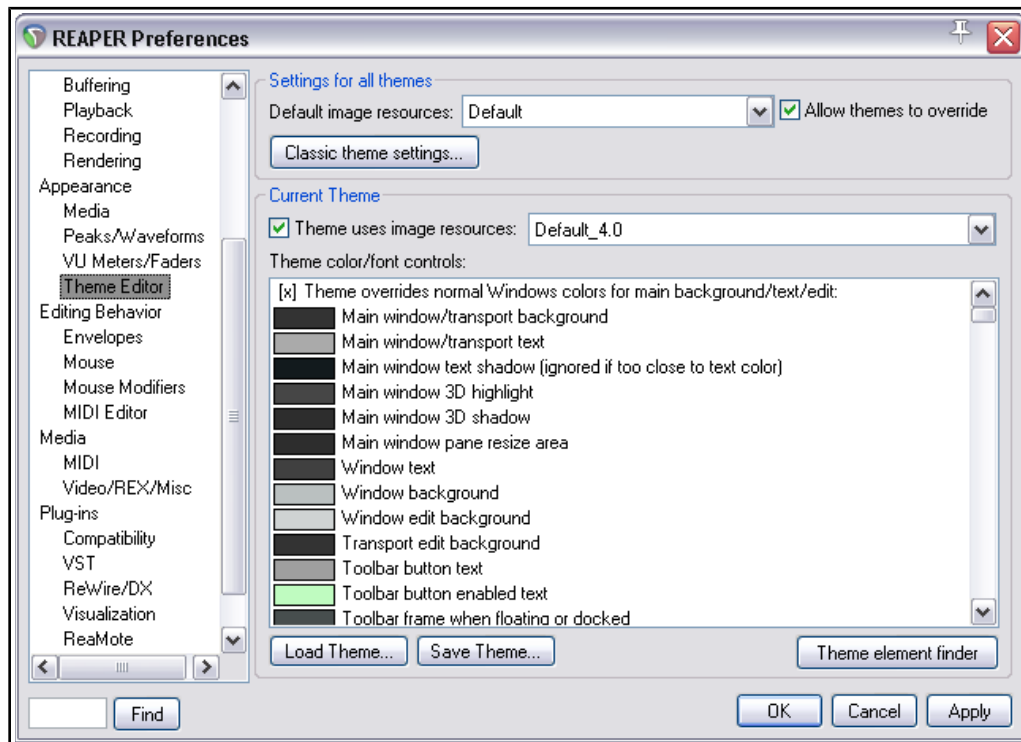 REAPER Preferences
Buffering
Playback
Recording
Rendering
Appearance
Media
Peaks/Waveforms
VU Meters/Faders
Theme Editor
Editing Behavior
Envelopes
Mouse
Mouse Modifiers
MIDI Editor
Media
MIDI
Video/REX/Misc
Plug-ins
Compatibility
VST
ReWire/DX
Visualization
ReaMote
Find
Settings for all themes
Default image resources: Default Allow themes to override
Classic theme settings...
Current Theme
Theme uses image resources: Default_4.0
Theme color/font controls:
[x] Theme overrides normal Windows colors for main background/text/edit:
Main window/transport background
Main window/transport text
Main window text shadow (ignored if too close to text color)
Main window 3D highlight
Main window 3D shadow
Main window pane resize area
Window text
Window background
Window edit background
Transport edit background
Toolbar button text
Toolbar button enabled text
Toolbar frame when floating or docked
Load Theme... Save Theme... Theme element finder
OK Cancel Apply